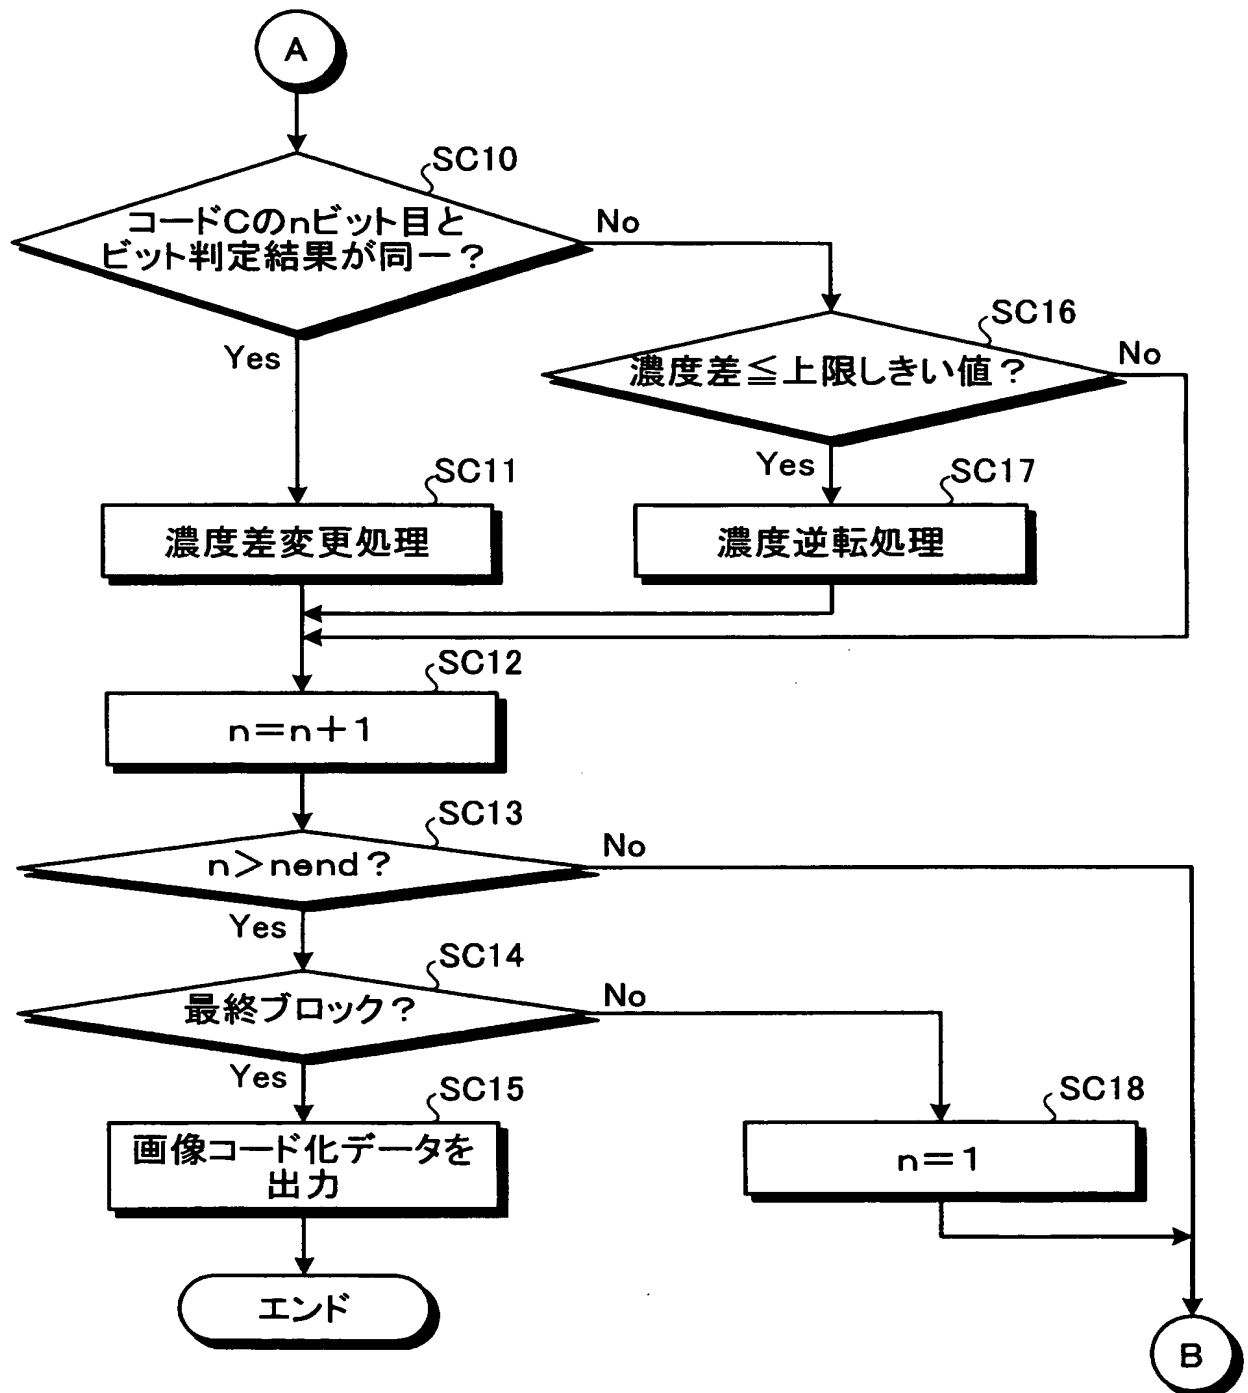 A
SC10
コードCのnビット目と
ビット判定結果が同一？
No
Yes
SC16
濃度差≦上限しきい値？
No
Yes
SC11
濃度差変更処理
SC17
濃度逆転処理
SC12
n＝n＋1
SC13
n＞nend？
No
Yes
SC14
最終ブロック？
No
Yes
SC15
画像コード化データを
出力
SC18
n＝1
エンド
B